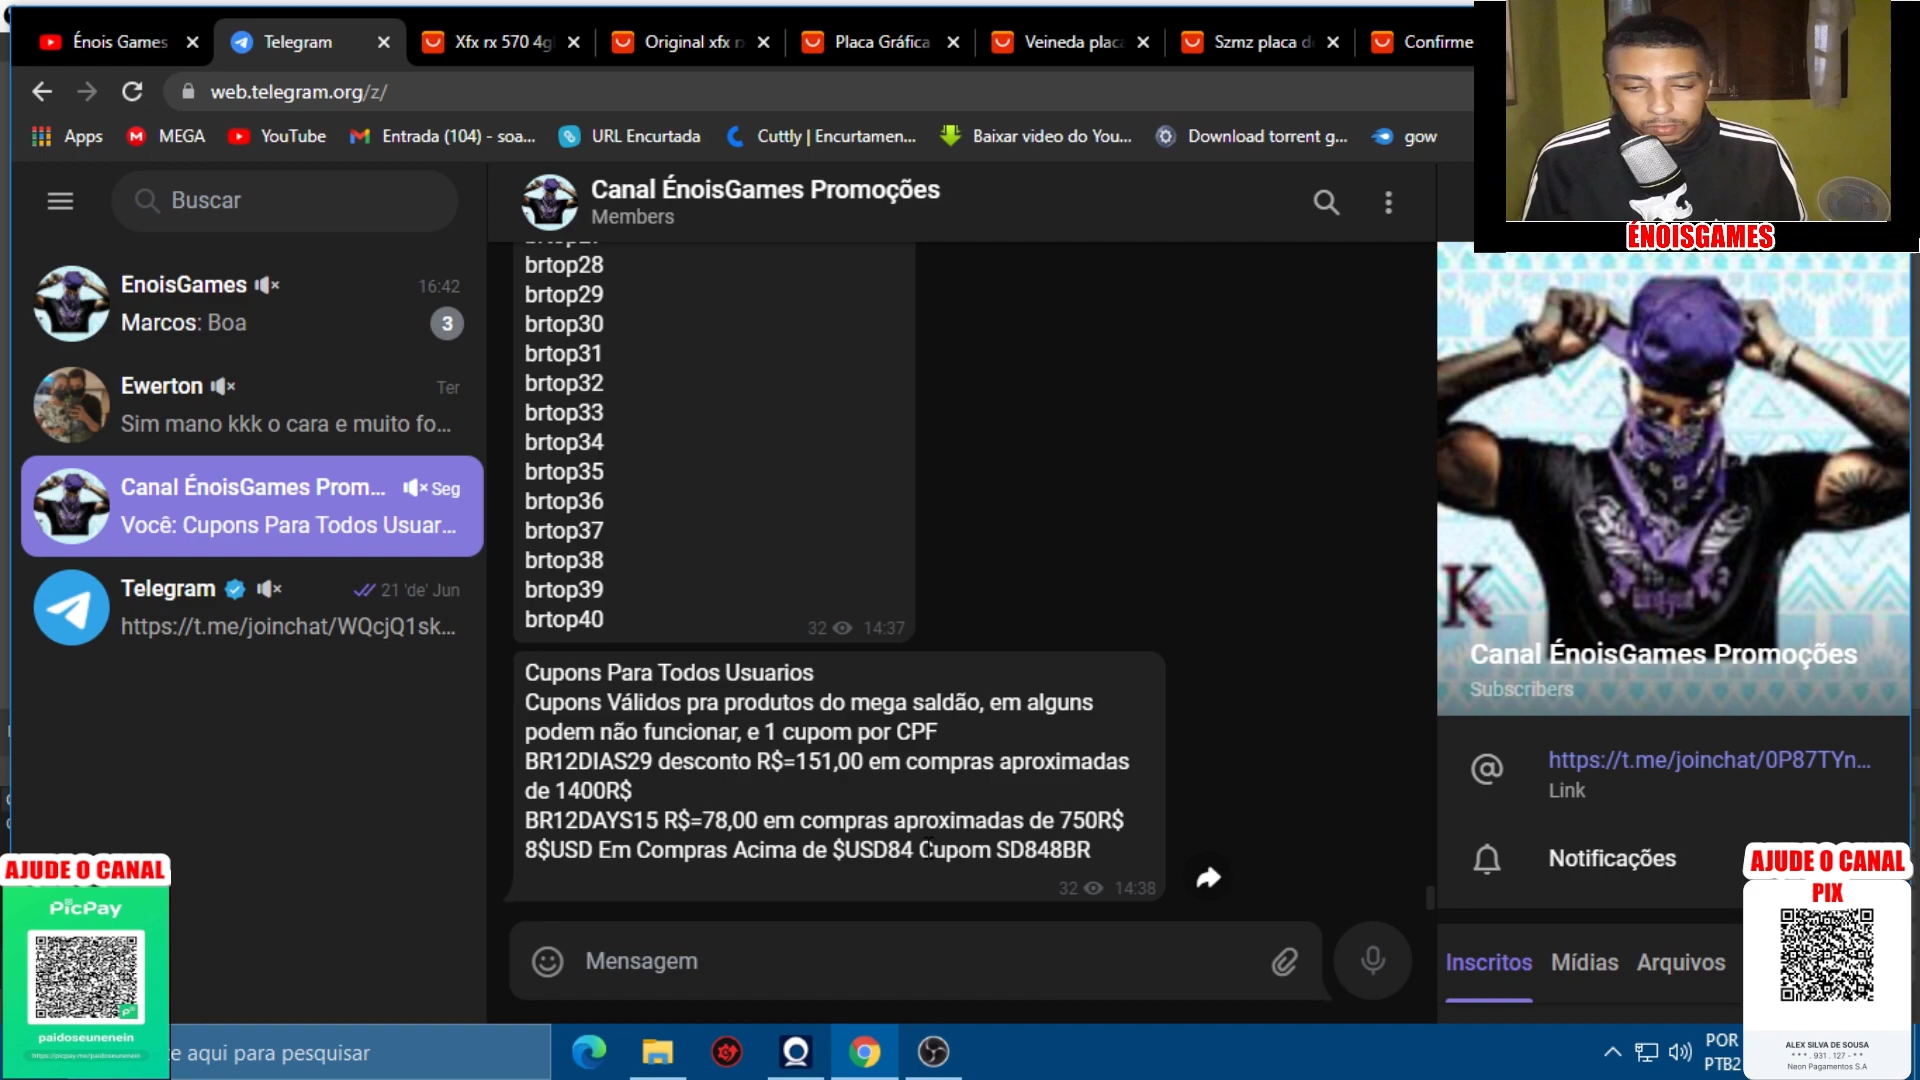 Énois Games
Telegram
Xfx rx 570 4g
Original xfx r
Placa Gráfica
Veineda plac
Szmz placa d
Confirme
web.telegram.org/z/
Apps
MEGA
YouTube
Entrada (104) - soa...
URL Encurtada
Cuttly | Encurtamen...
Baixar video do You...
Download torrent g...
gow
ÉNOISGAMES
Buscar
Canal ÉnoisGames Promoções
Members
EnoisGames
16:42
Marcos: Boa
3
Ewerton
Ter
Sim mano kkk o cara e muito fo...
Canal ÉnoisGames Prom...
Seg
Você: Cupons Para Todos Usuar...
Telegram
21 'de' Jun
https://t.me/joinchat/WQcjQ1sk...
brtop28
brtop29
brtop30
brtop31
brtop32
brtop33
brtop34
brtop35
brtop36
brtop37
brtop38
brtop39
brtop40
32
14:37
Cupons Para Todos Usuarios
Cupons Válidos pra produtos do mega saldão, em alguns
podem não funcionar, e 1 cupom por CPF
BR12DIAS29 desconto R$=151,00 em compras aproximadas
de 1400R$
BR12DAYS15 R$=78,00 em compras aproximadas de 750R$
8$USD Em Compras Acima de $USD84 Cupom SD848BR
32
14:38
Mensagem
K
Canal ÉnoisGames Promoções
Subscribers
https://t.me/joinchat/0P87TYn...
Link
Notificações
Inscritos
Mídias
Arquivos
AJUDE O CANAL
PicPay
paidoseunenein
https://picpay.me/paidoseunenein
AJUDE O CANAL
PIX
ALEX SILVA DE SOUSA
* * * . 931 . 127 - * *
Neon Pagamentos S.A
e aqui para pesquisar
POR
PTB2